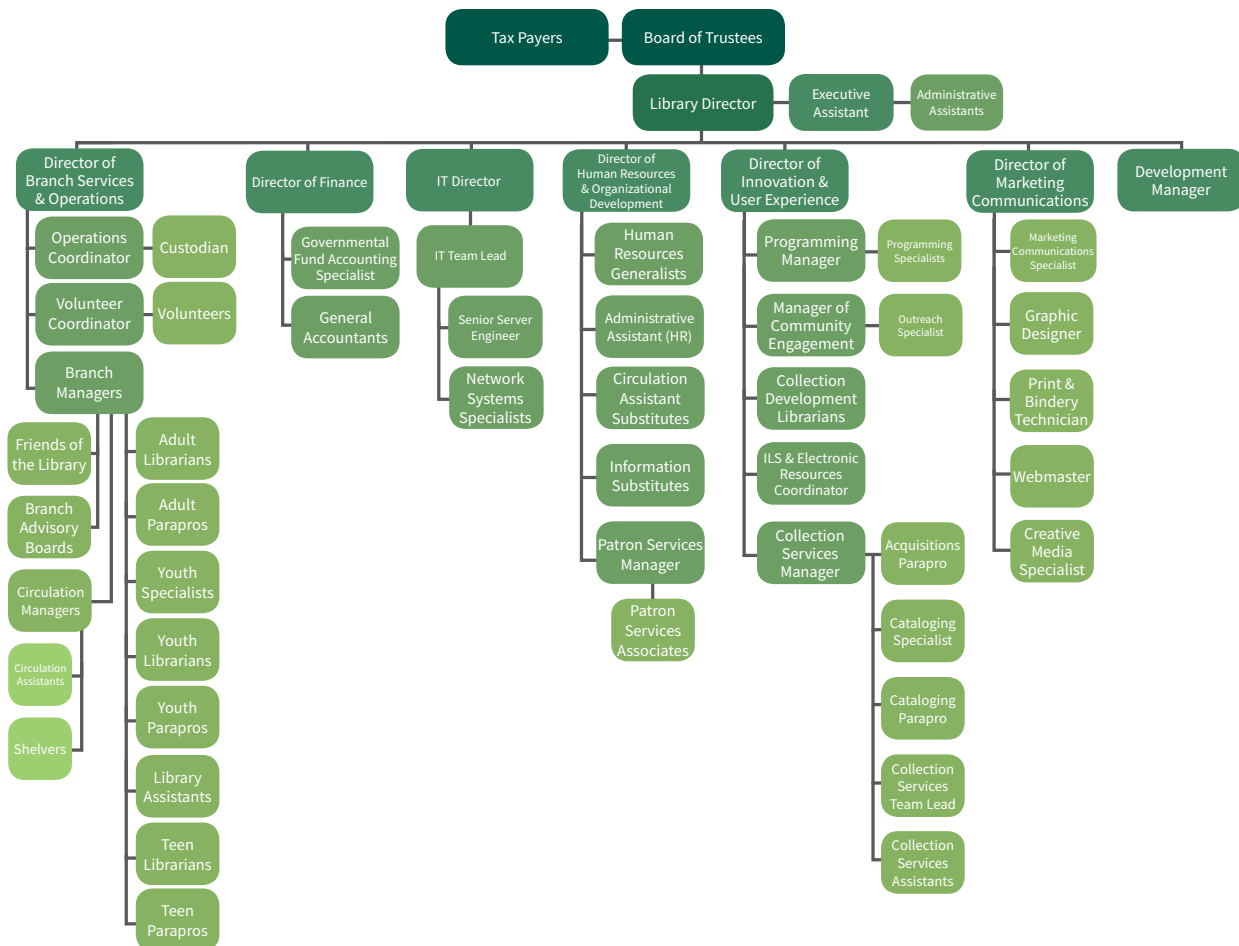 Tax Payers
Board of Trustees
Library Director
Executive
Assistant
Administrative
Assistants
Director of
Branch Services
& Operations
Director of Finance
IT Director
Director of
Human Resources
& Organizational
Development
Director of
Innovation &
User Experience
Director of
Marketing
Communications
Development
Manager
Operations
Coordinator
Custodian
Volunteer
Coordinator
Volunteers
Branch
Managers
Friends of
the Library
Branch
Advisory
Boards
Circulation
Managers
Circulation
Assistants
Shelvers
Adult
Librarians
Adult
Parapros
Youth
Specialists
Youth
Librarians
Youth
Parapros
Library
Assistants
Teen
Librarians
Teen
Parapros
Governmental
Fund Accounting
Specialist
General
Accountants
IT Team Lead
Senior Server
Engineer
Network
Systems
Specialists
Human
Resources
Generalists
Administrative
Assistant (HR)
Circulation
Assistant
Substitutes
Information
Substitutes
Patron Services
Manager
Patron
Services
Associates
Programming
Manager
Programming
Specialists
Manager of
Community
Engagement
Outreach
Specialist
Collection
Development
Librarians
ILS & Electronic
Resources
Coordinator
Collection
Services
Manager
Acquisitions
Parapro
Cataloging
Specialist
Cataloging
Parapro
Collection
Services
Team Lead
Collection
Services
Assistants
Marketing
Communications
Specialist
Graphic
Designer
Print &
Bindery
Technician
Webmaster
Creative
Media
Specialist